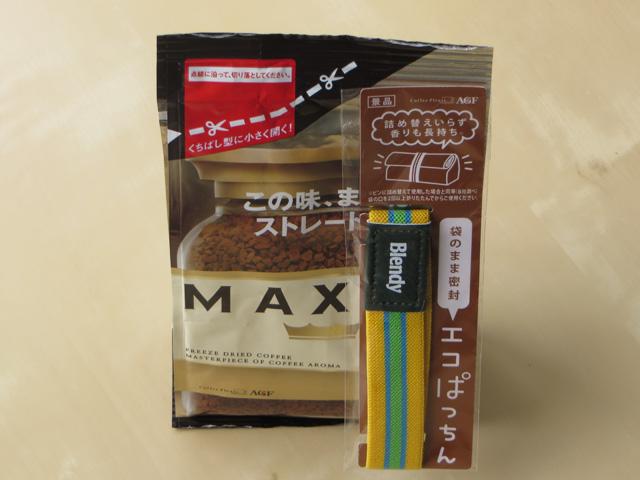 点線に沿って、切り落としてください。
くちばし型に小さく開く!
この味、ま
ストレート
MAX
FREEZE DRIED COFFEE
MASTERPIECE OF COFFEE AROMA
AGF
景品
AGF
詰め替えいらず
香りも長持ち
袋のまま密封
エコぱっちん
Blendy